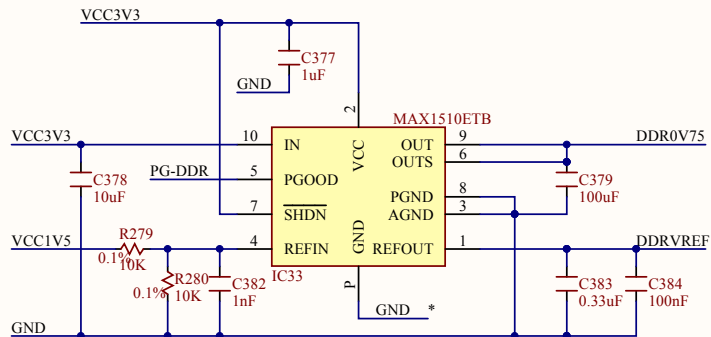 VCC3V3
C377
1uF
GND
2
MAX1510ETB
VCC3V3
10
IN
VCC
OUT
9
DDR0V75
OUTS
6
C378
10uF
PG-DDR
5
PGOOD
C379
100uF
PGND
8
7
SHDN
AGND
3
VCC1V5
R279
0.1%
10K
4
REFIN
GND
REFOUT
1
DDRVREF
R280
0.1%
10K
C382
1nF
IC33
P
C383
0.33uF
C384
100nF
GND *
GND